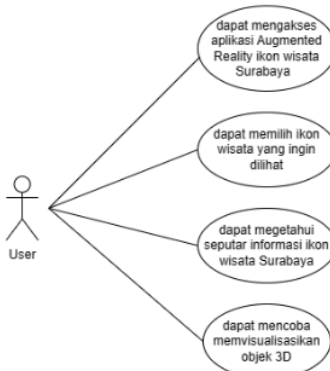 dapat mengakses
aplikasi Augmented
Reality ikon wisata
Surabaya
dapat memilih ikon
wisata yang ingin
dilihat
User
dapat megetahui
seputar informasi ikon
wisata Surabaya
dapat mencoba
memvisualisasikan
objek 3D